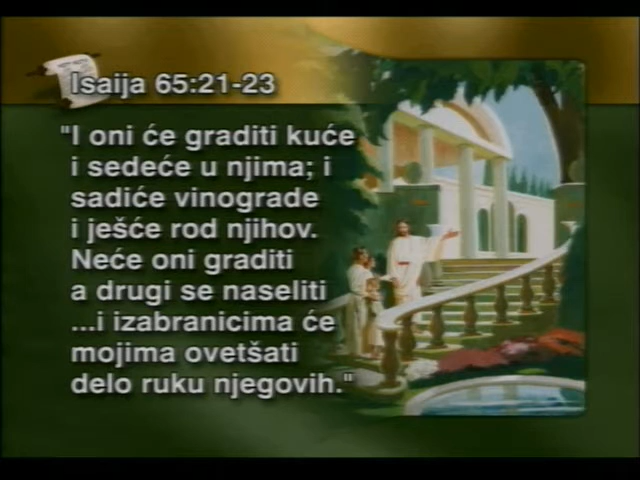 Isaija 65:21-23
"I oni će graditi kuće
i sedeće u njima; i
sadiće vinograde
i ješće rod njihov.
Neće oni graditi
a drugi se naseliti
...i izabranicima će
mojima ovetšati
delo ruku njegovih."